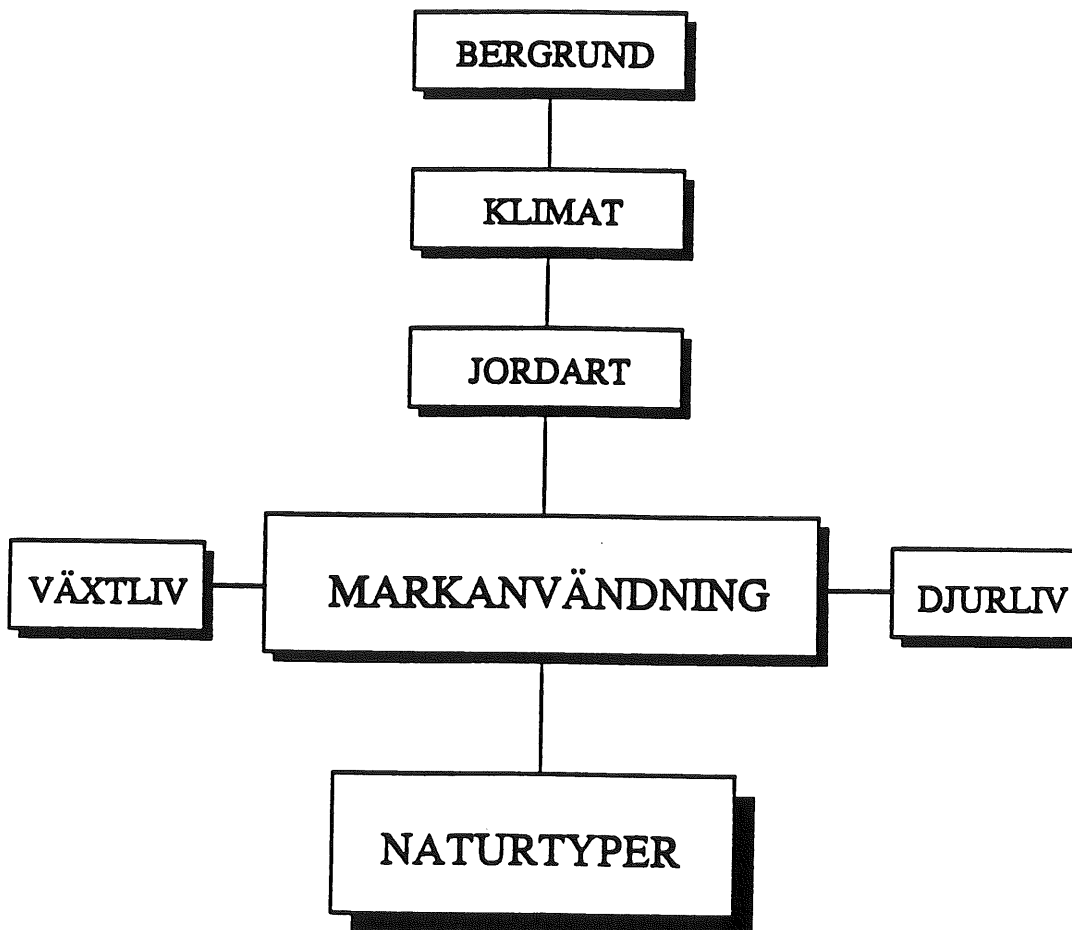 BERGRUND
KLIMAT
JORDART
VÄXTLIV
MARKANVÄNDNING
DJURLIV
NATURTYPER